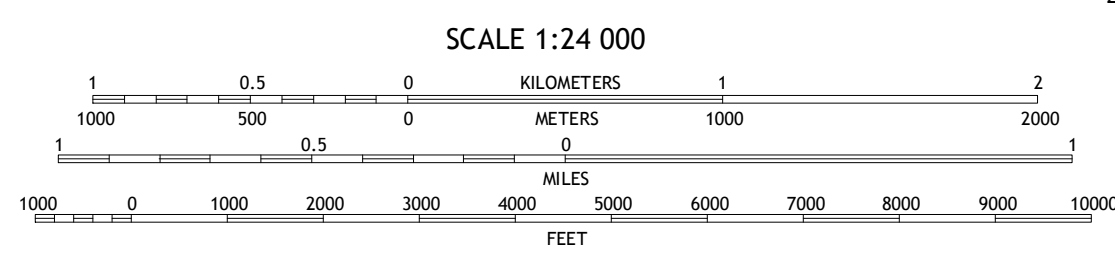 SCALE 1:24 000
1 0.5 0 KILOMETERS 1 2
1000 500 0 METERS 1000 2000
1 0.5 0 1
MILES
1000 0 1000 2000 3000 4000 5000 6000 7000 8000 9000 10000
FEET